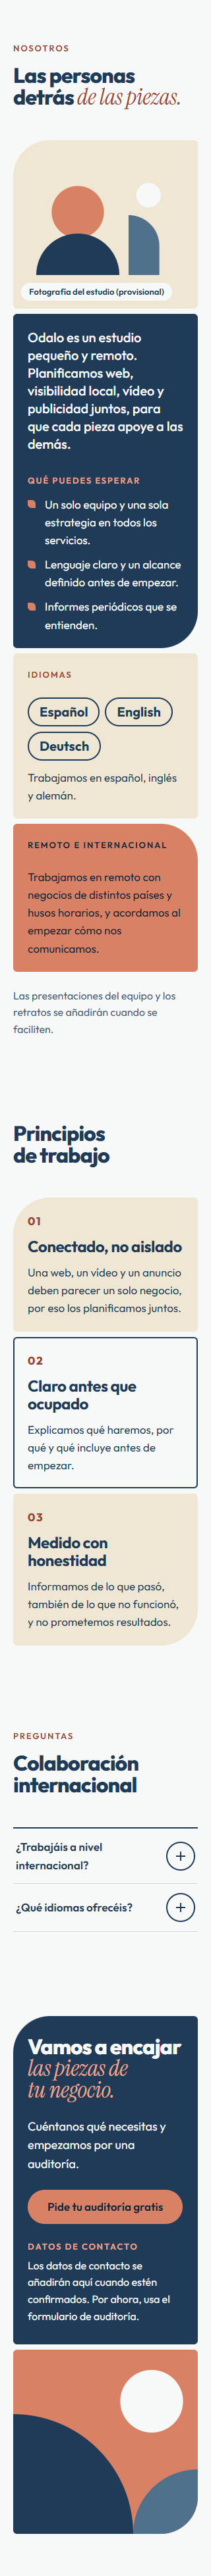 NOSOTROS
Las personas
detrás de las piezas.
Fotografía del estudio (provisional)
Odalo es un estudio
pequeño y remoto.
Planificamos web,
visibilidad local, vídeo y
publicidad juntos, para
que cada pieza apoye a las
demás.
QUÉ PUEDES ESPERAR
Un solo equipo y una sola
estrategia en todos los
servicios.
Lenguaje claro y un alcance
definido antes de empezar.
Informes periódicos que se
entienden.
IDIOMAS
Español English
Deutsch
Trabajamos en español, inglés
y alemán.
REMOTO E INTERNACIONAL
Trabajamos en remoto con
negocios de distintos países y
husos horarios, y acordamos al
empezar cómo nos
comunicamos.
Las presentaciones del equipo y los
retratos se añadirán cuando se
faciliten.
Principios
de trabajo
01
Conectado, no aislado
Una web, un vídeo y un anuncio
deben parecer un solo negocio,
por eso los planificamos juntos.
02
Claro antes que
ocupado
Explicamos qué haremos, por
qué y qué incluye antes de
empezar.
03
Medido con
honestidad
Informamos de lo que pasó,
también de lo que no funcionó,
y no prometemos resultados.
PREGUNTAS
Colaboración
internacional
¿Trabajáis a nivel
internacional?
¿Qué idiomas ofrecéis?
Vamos a encajar
las piezas de
tu negocio.
Cuéntanos qué necesitas y
empezamos por una
auditoría.
Pide tu auditoría gratis
DATOS DE CONTACTO
Los datos de contacto se
añadirán aquí cuando estén
confirmados. Por ahora, usa el
formulario de auditoría.